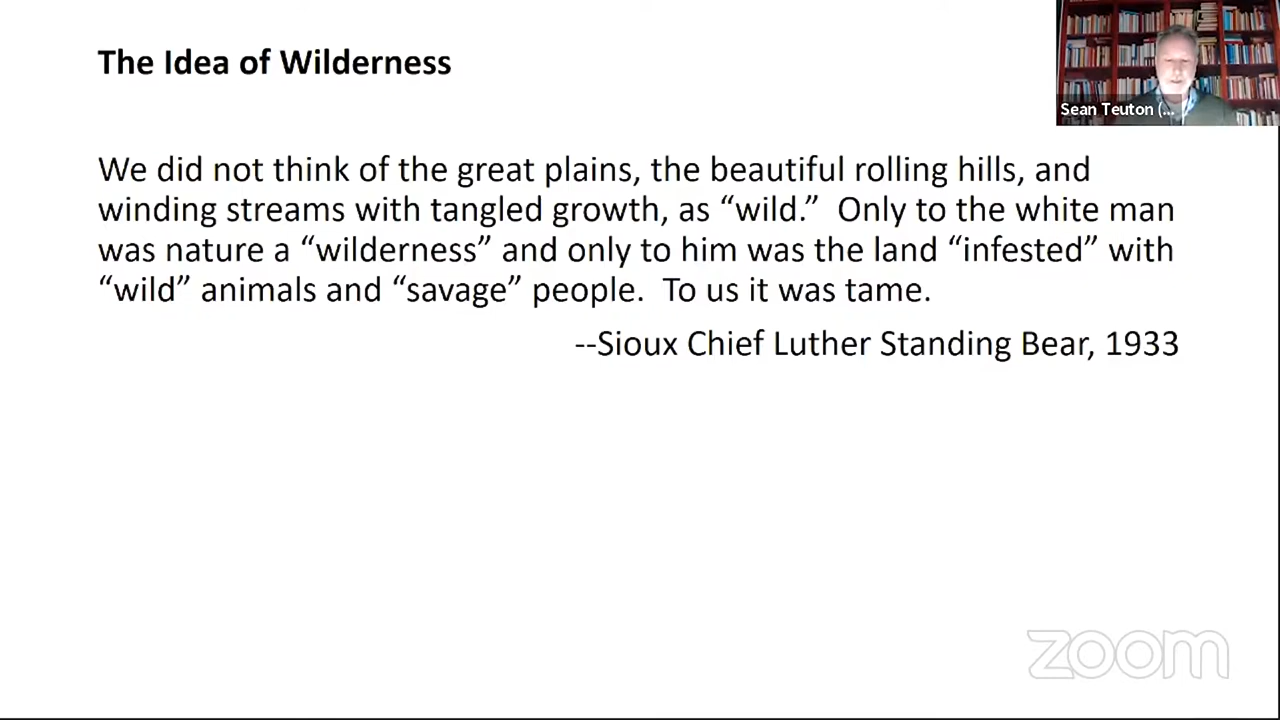 The Idea of Wilderness
Sean Teuton (...
We did not think of the great plains, the beautiful rolling hills, and
winding streams with tangled growth, as “wild.”  Only to the white man
was nature a “wilderness” and only to him was the land “infested” with
“wild” animals and “savage” people.  To us it was tame.
--Sioux Chief Luther Standing Bear, 1933
zoom